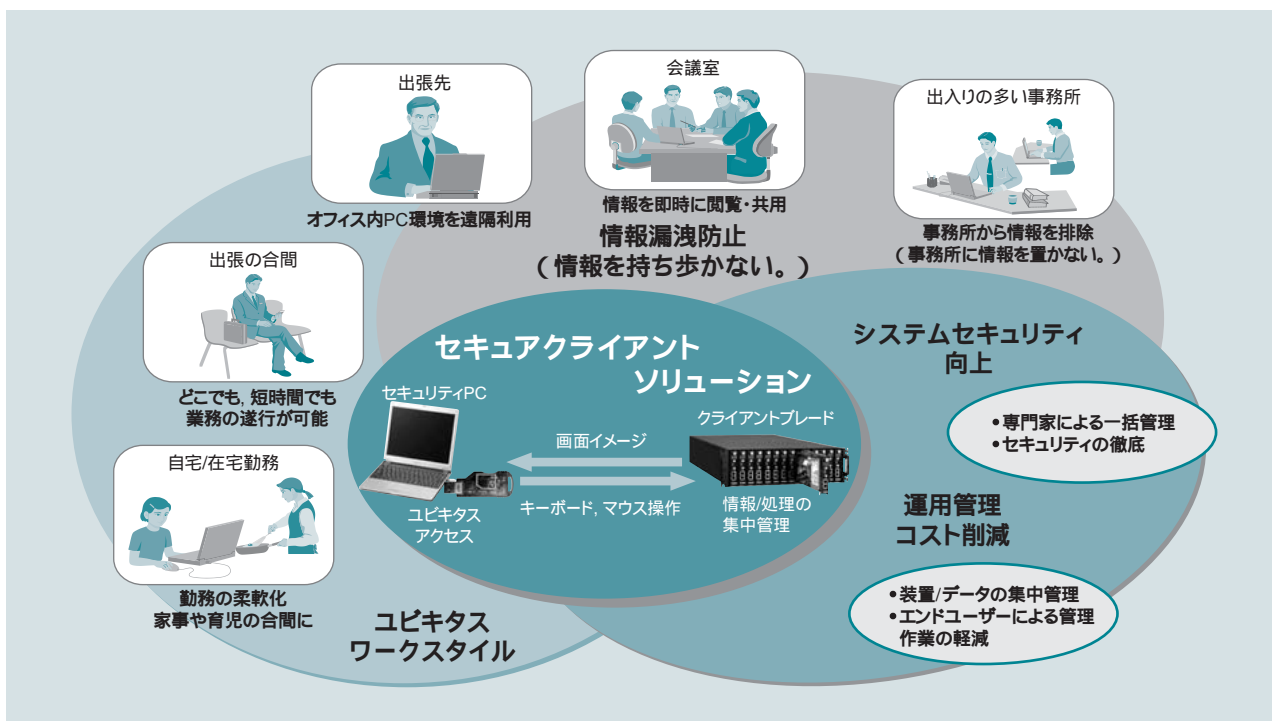 出張先
オフィス内PC環境を遠隔利用
会議室
情報を即時に閲覧・共用
情報漏洩防止
(情報を持ち歩かない。)
出入りの多い事務所
事務所から情報を排除
(事務所に情報を置かない。)
出張の合間
どこでも, 短時間でも
業務の遂行が可能
自宅/在宅勤務
勤務の柔軟化
家事や育児の合間に
ユビキタス
ワークスタイル
セキュアクライアント
ソリューション
セキュリティPC
ユビキタス
アクセス
画面イメージ
キーボード, マウス操作
クライアントブレード
情報/処理の
集中管理
システムセキュリティ
向上
•専門家による一括管理
•セキュリティの徹底
運用管理
コスト削減
•装置/データの集中管理
•エンドユーザーによる管理
作業の軽減